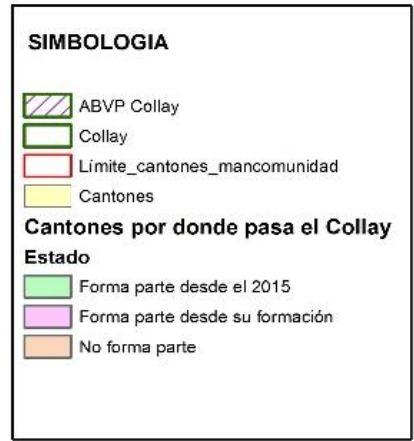 SIMBOLOGIA
ABVP Collay
Collay
Límite_cantones_mancomunidad
Cantones
Cantones por donde pasa el Collay
Estado
Forma parte desde el 2015
Forma parte desde su formación
No forma parte